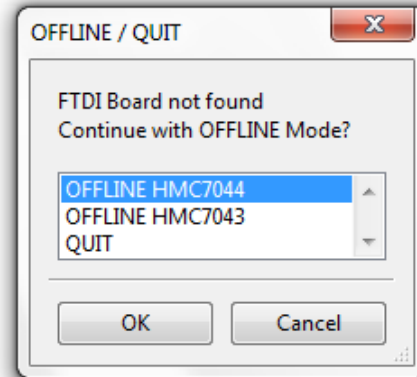 OFFLINE / QUIT
FTDI Board not found
Continue with OFFLINE Mode?
OFFLINE HMC7044
OFFLINE HMC7043
QUIT
OK
Cancel